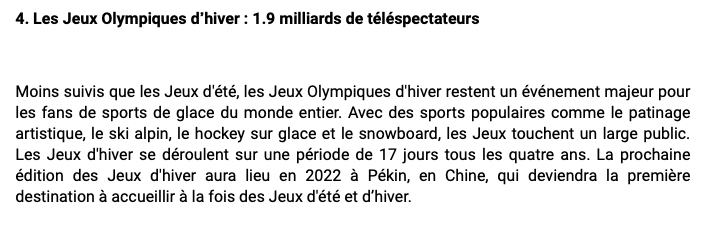 4. Les Jeux Olympiques d'hiver : 1.9 milliards de téléspectateurs
Moins suivis que les Jeux d'été, les Jeux Olympiques d'hiver restent un événement majeur pour
les fans de sports de glace du monde entier. Avec des sports populaires comme le patinage
artistique, le ski alpin, le hockey sur glace et le snowboard, les Jeux touchent un large public.
Les Jeux d'hiver se déroulent sur une période de 17 jours tous les quatre ans. La prochaine
édition des Jeux d'hiver aura lieu en 2022 à Pékin, en Chine, qui deviendra la première
destination à accueillir à la fois des Jeux d'été et d’hiver.